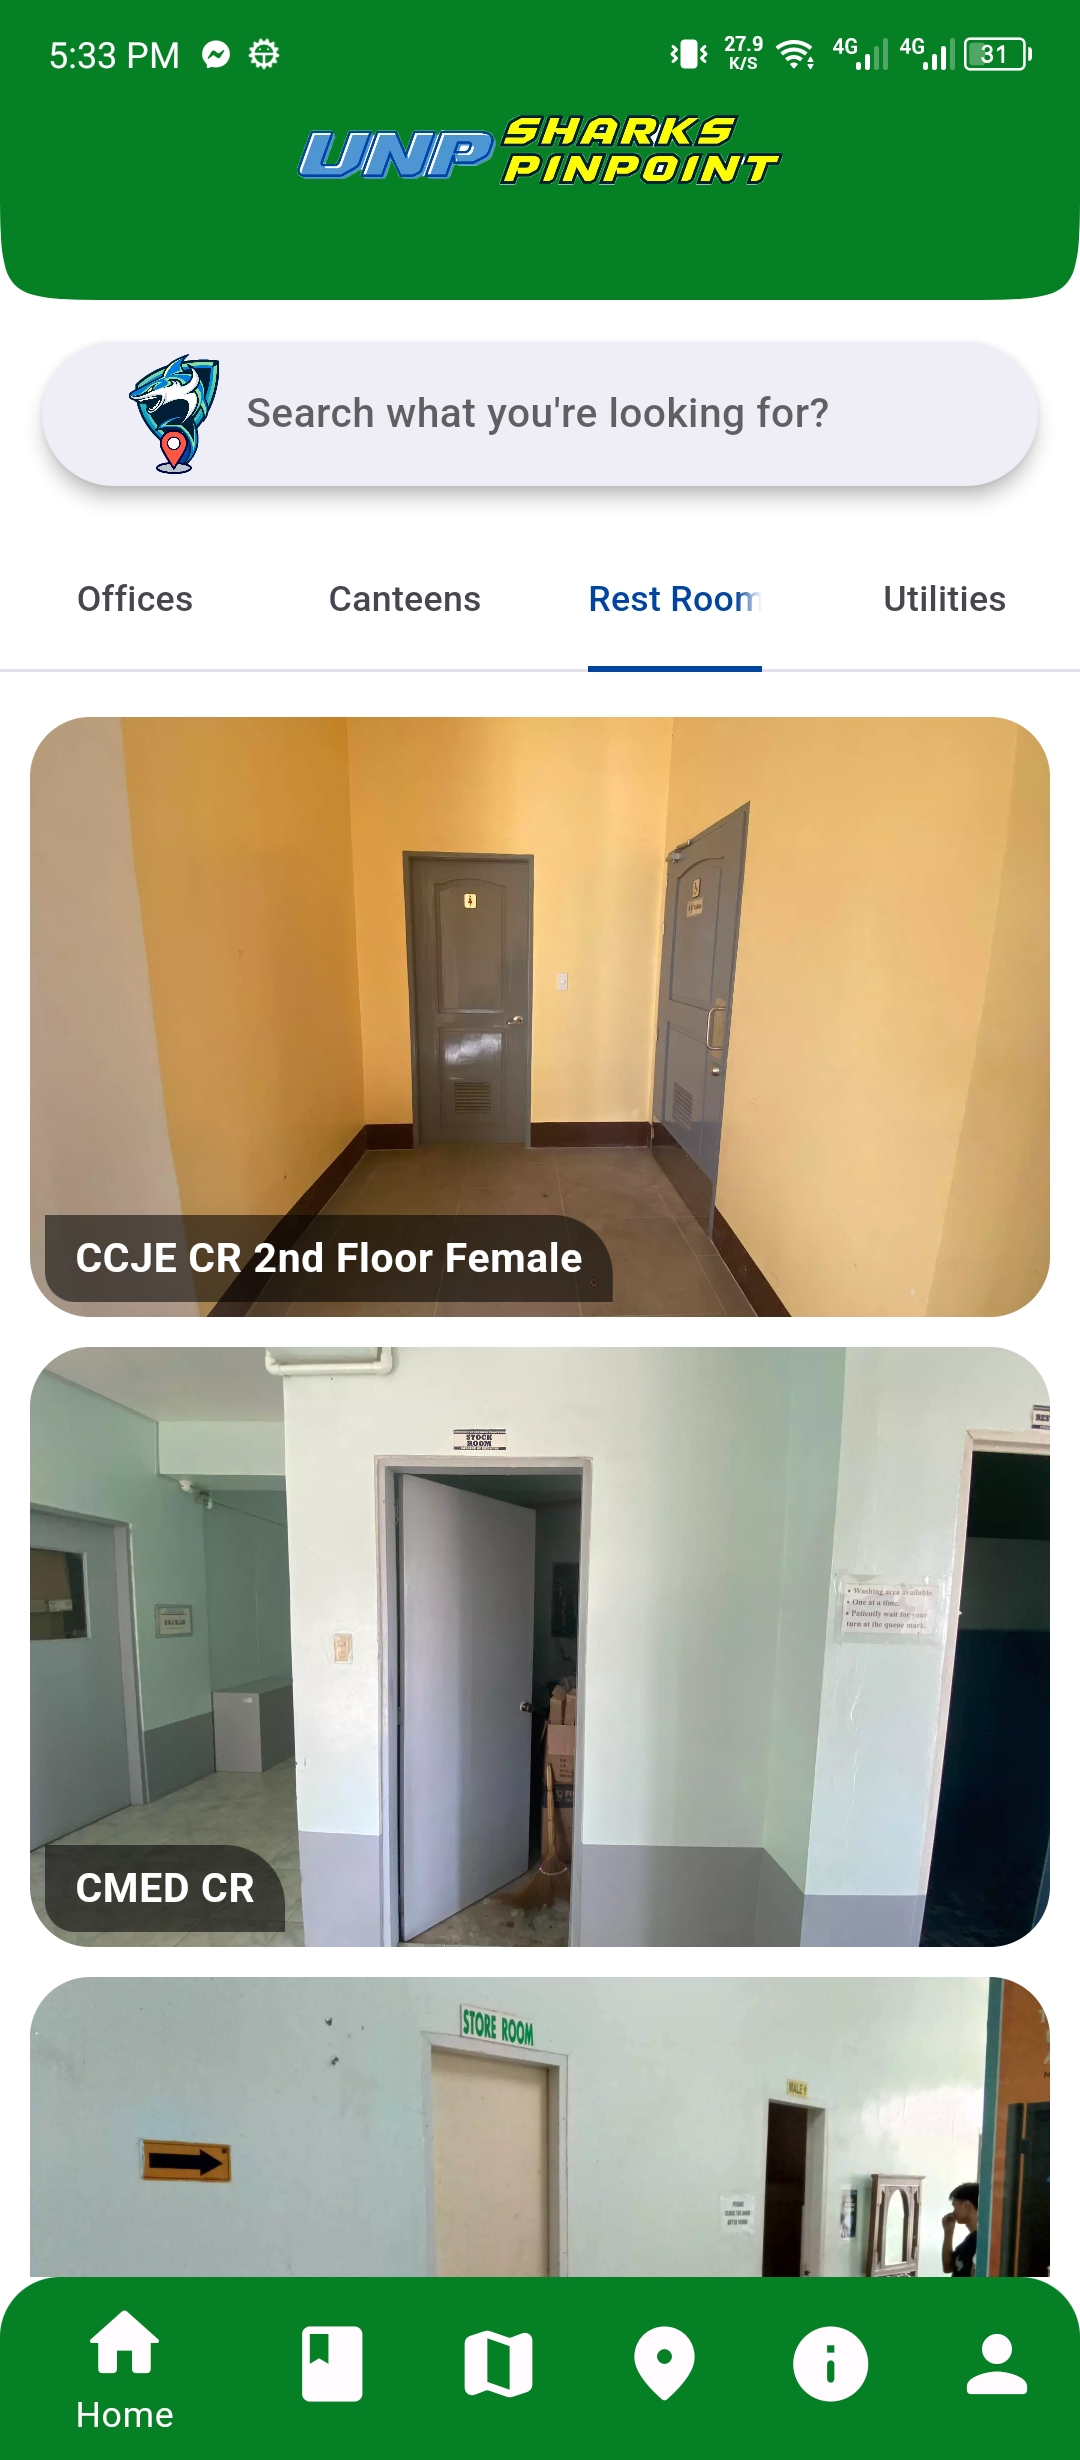 5:33 PM
27.9
K/S
4G
4G
31
UNP SHARKS
PINPOINT
Search what you're looking for?
Offices
Canteens
Rest Room
Utilities
CCJE CR 2nd Floor Female
STOCK
ROOM
RES
• Washing area available.
• One at a time.
• Patiently wait for your
turn at the queue mark.
CMED CR
STORE ROOM
MALE
Home